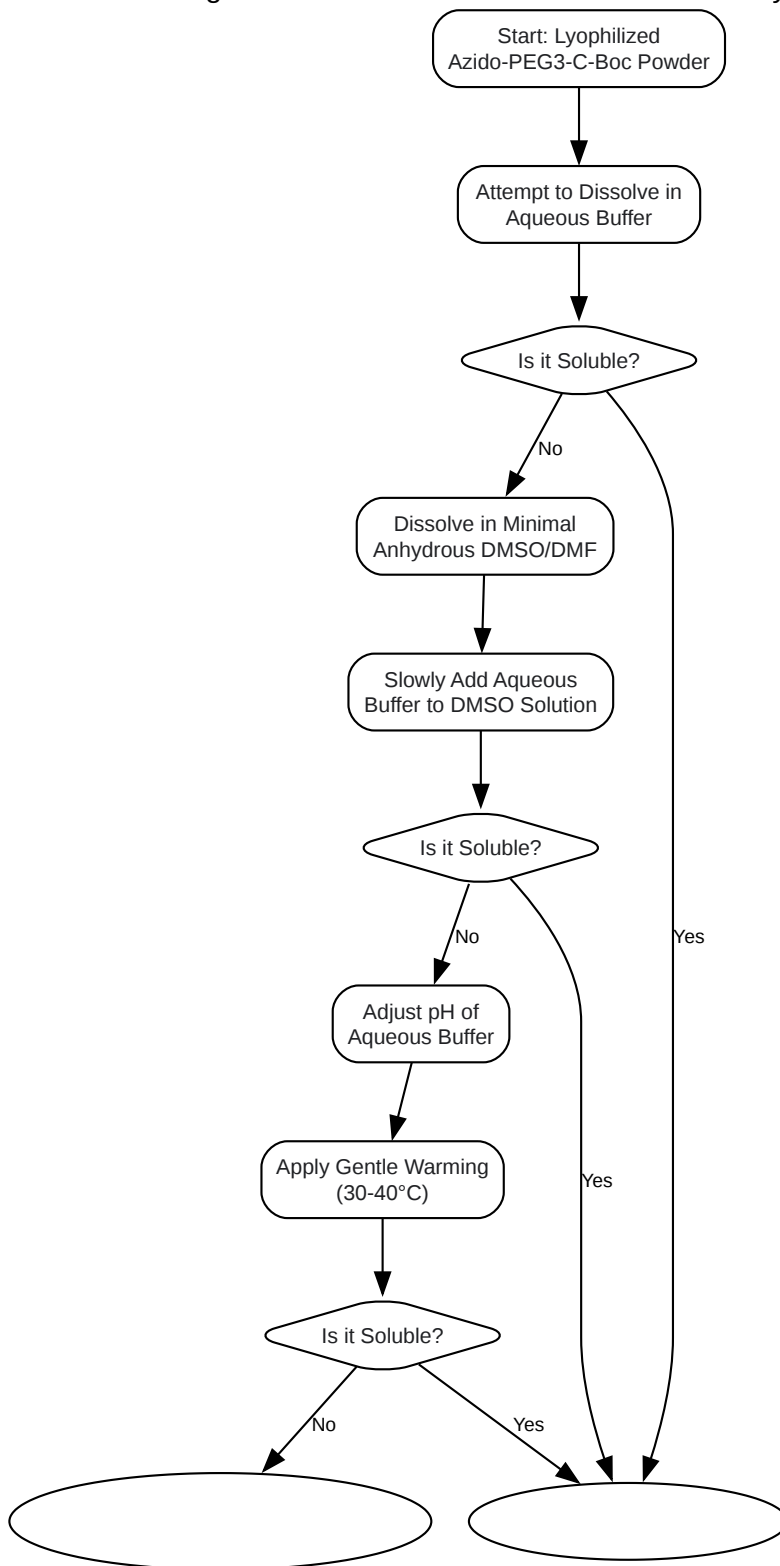 Start: Lyophilized
Azido-PEG3-C-Boc Powder
Attempt to Dissolve in
Aqueous Buffer
Is it Soluble?
No
Dissolve in Minimal
Anhydrous DMSO/DMF
Slowly Add Aqueous
Buffer to DMSO Solution
Is it Soluble?
No
Yes
Adjust pH of
Aqueous Buffer
Apply Gentle Warming
(30-40°C)
Yes
Is it Soluble?
No
Yes